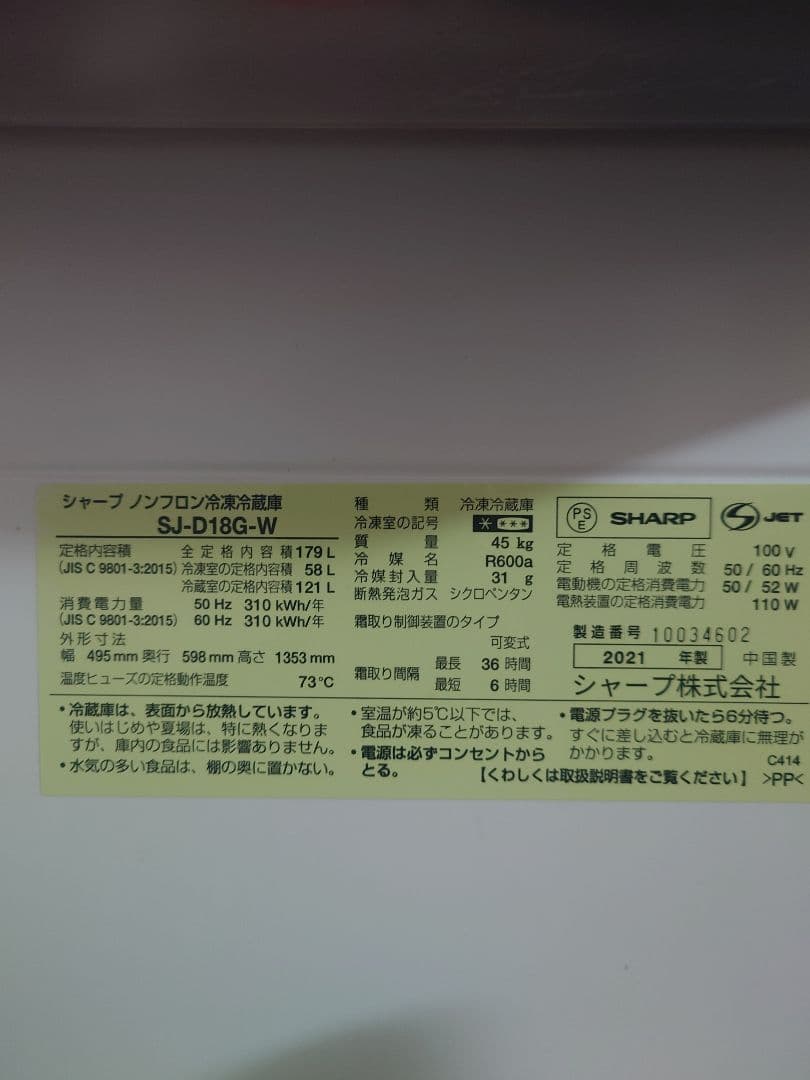 シャープ ノンフロン冷凍冷蔵庫
SJ-D18G-W
定格内容積 全定格内容積 179 L
(JIS C 9801-3:2015) 冷凍室の定格内容積 58 L
冷蔵室の定格内容積 121 L
消費電力量 50 Hz 310 kWh/年
(JIS C 9801-3:2015) 60 Hz 310 kWh/年
外形寸法
幅 495 mm 奥行 598 mm 高さ 1353 mm
温度ヒューズの定格動作温度 73℃
種類 冷凍冷蔵庫
冷凍室の記号 * ***
質量 45 kg
冷媒名 R600a
冷媒封入量 31 g
断熱発泡ガス シクロペンタン
霜取り制御装置のタイプ
可変式
霜取り間隔 最長 36 時間
最短 6 時間
PSE SHARP S JET
定格電圧 100 V
定格周波数 50 / 60 Hz
電動機の定格消費電力 50 / 52 W
電熱装置の定格消費電力 110 W
製造番号 10034602
2021 年製 中国製
シャープ株式会社
・冷蔵庫は、表面から放熱しています。
使いはじめや夏場は、特に熱くなりま
すが、庫内の食品には影響ありません。
・水気の多い食品は、棚の奥に置かない。
・室温が約5℃以下では、
食品が凍ることがあります。
・電源は必ずコンセントから
とる。
・電源プラグを抜いたら6分待つ。
すぐに差し込むと冷蔵庫に無理が
かかります。
C414
【くわしくは取扱説明書をご覧ください】 >PP<